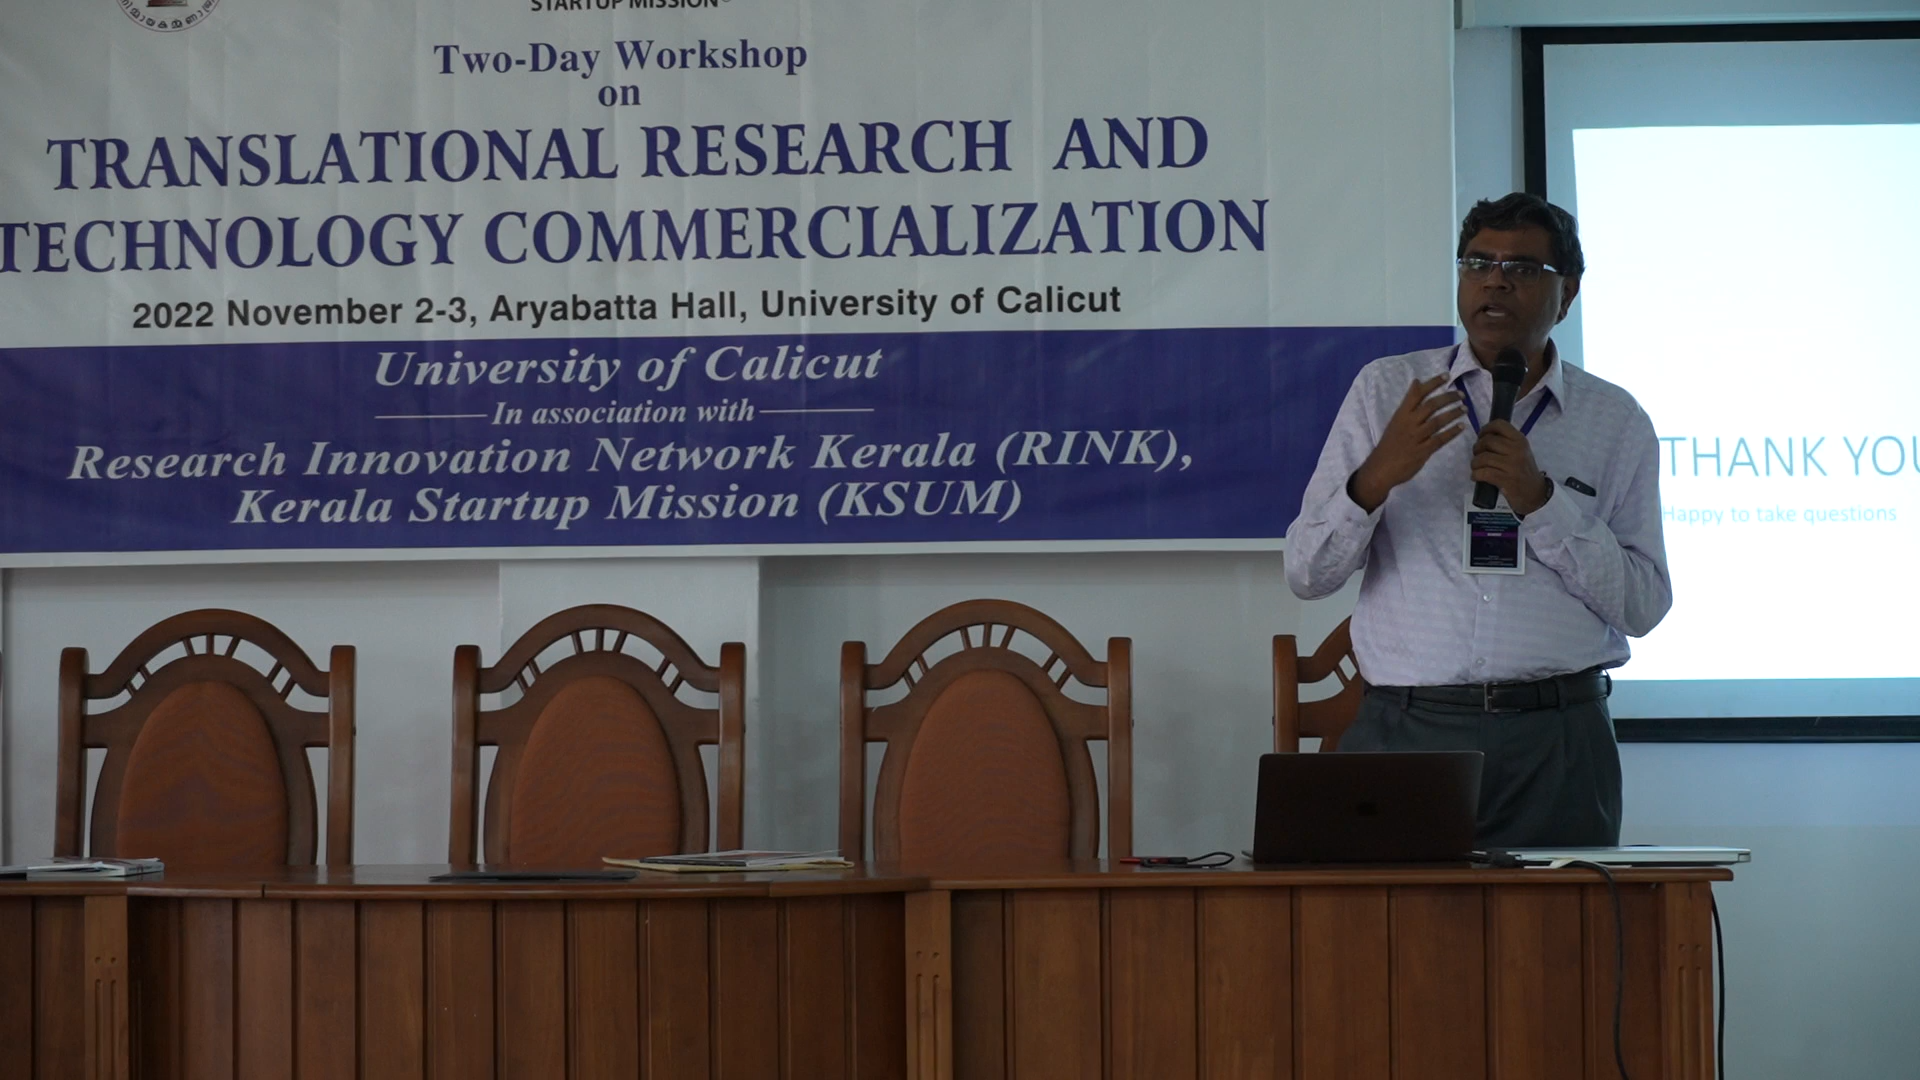 STARTUP MISSION
Two-Day Workshop
on
TRANSLATIONAL RESEARCH AND
TECHNOLOGY COMMERCIALIZATION
2022 November 2-3, Aryabatta Hall, University of Calicut
University of Calicut
In association with
Research Innovation Network Kerala (RINK),
Kerala Startup Mission (KSUM)
THANK YOU
Happy to take questions